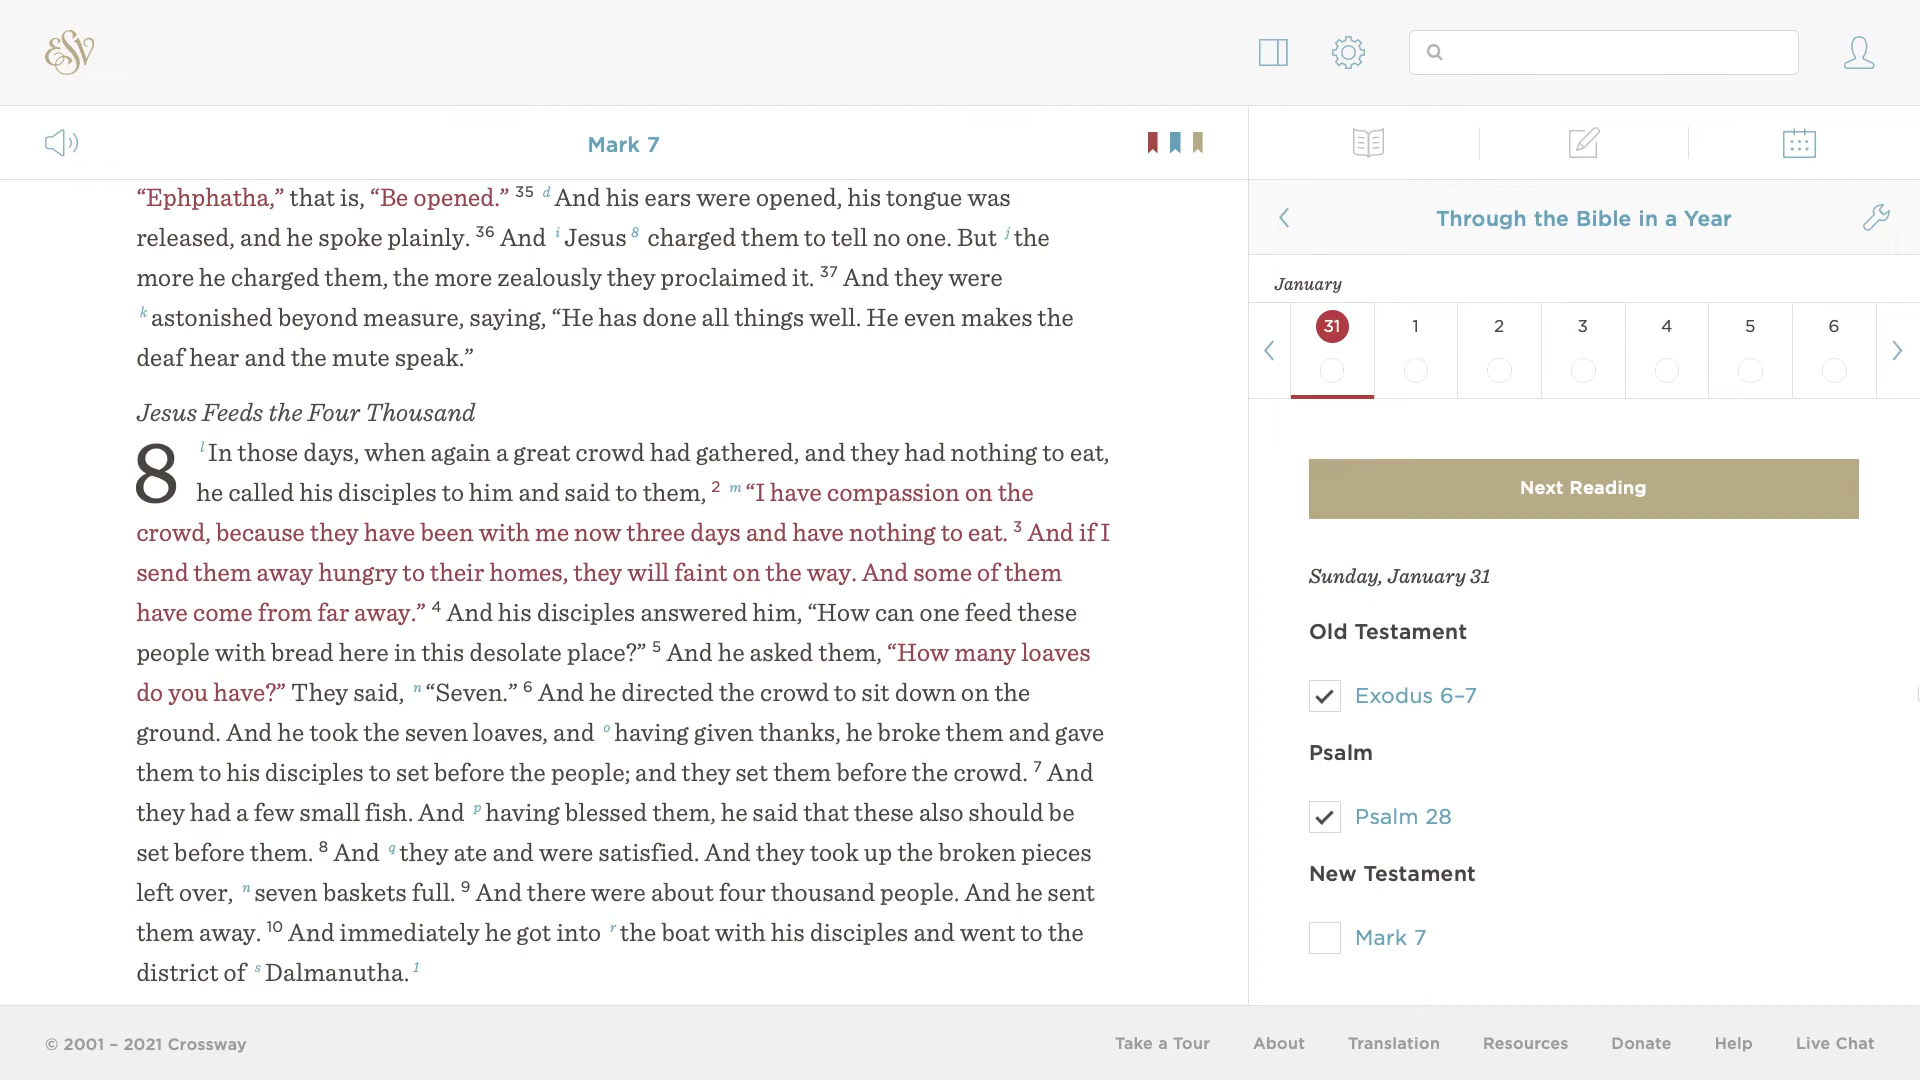 ESV
Mark 7
“Ephphatha,” that is, “Be opened.” 35 d And his ears were opened, his tongue was
released, and he spoke plainly. 36 And i Jesus 8 charged them to tell no one. But j the
more he charged them, the more zealously they proclaimed it. 37 And they were
k astonished beyond measure, saying, “He has done all things well. He even makes the
deaf hear and the mute speak.”
Jesus Feeds the Four Thousand
8 l In those days, when again a great crowd had gathered, and they had nothing to eat,
he called his disciples to him and said to them, 2 m “I have compassion on the
crowd, because they have been with me now three days and have nothing to eat. 3 And if I
send them away hungry to their homes, they will faint on the way. And some of them
have come from far away.” 4 And his disciples answered him, “How can one feed these
people with bread here in this desolate place?” 5 And he asked them, “How many loaves
do you have?” They said, n “Seven.” 6 And he directed the crowd to sit down on the
ground. And he took the seven loaves, and o having given thanks, he broke them and gave
them to his disciples to set before the people; and they set them before the crowd. 7 And
they had a few small fish. And p having blessed them, he said that these also should be
set before them. 8 And q they ate and were satisfied. And they took up the broken pieces
left over, n seven baskets full. 9 And there were about four thousand people. And he sent
them away. 10 And immediately he got into r the boat with his disciples and went to the
district of s Dalmanutha. 1
Through the Bible in a Year
January
31 1 2 3 4 5 6
Next Reading
Sunday, January 31
Old Testament
Exodus 6–7
Psalm
Psalm 28
New Testament
Mark 7
© 2001 – 2021 Crossway
Take a Tour About Translation Resources Donate Help Live Chat